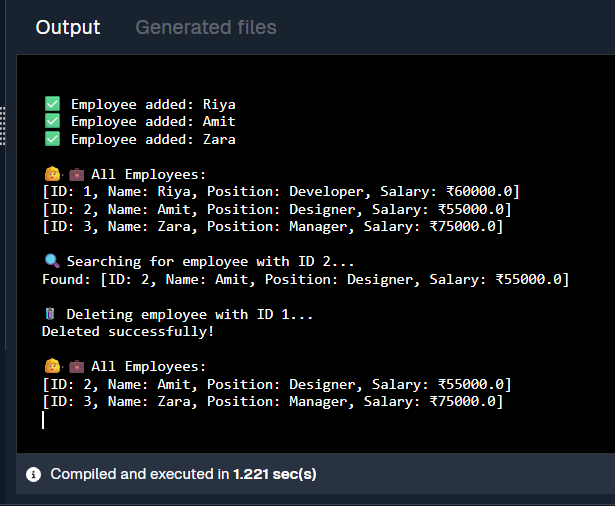 Output Generated files
✅ Employee added: Riya
✅ Employee added: Amit
✅ Employee added: Zara
👩💼 All Employees:
[ID: 1, Name: Riya, Position: Developer, Salary: ₹60000.0]
[ID: 2, Name: Amit, Position: Designer, Salary: ₹55000.0]
[ID: 3, Name: Zara, Position: Manager, Salary: ₹75000.0]
🔍 Searching for employee with ID 2...
Found: [ID: 2, Name: Amit, Position: Designer, Salary: ₹55000.0]
🗑 Deleting employee with ID 1...
Deleted successfully!
👩💼 All Employees:
[ID: 2, Name: Amit, Position: Designer, Salary: ₹55000.0]
[ID: 3, Name: Zara, Position: Manager, Salary: ₹75000.0]
Compiled and executed in 1.221 sec(s)